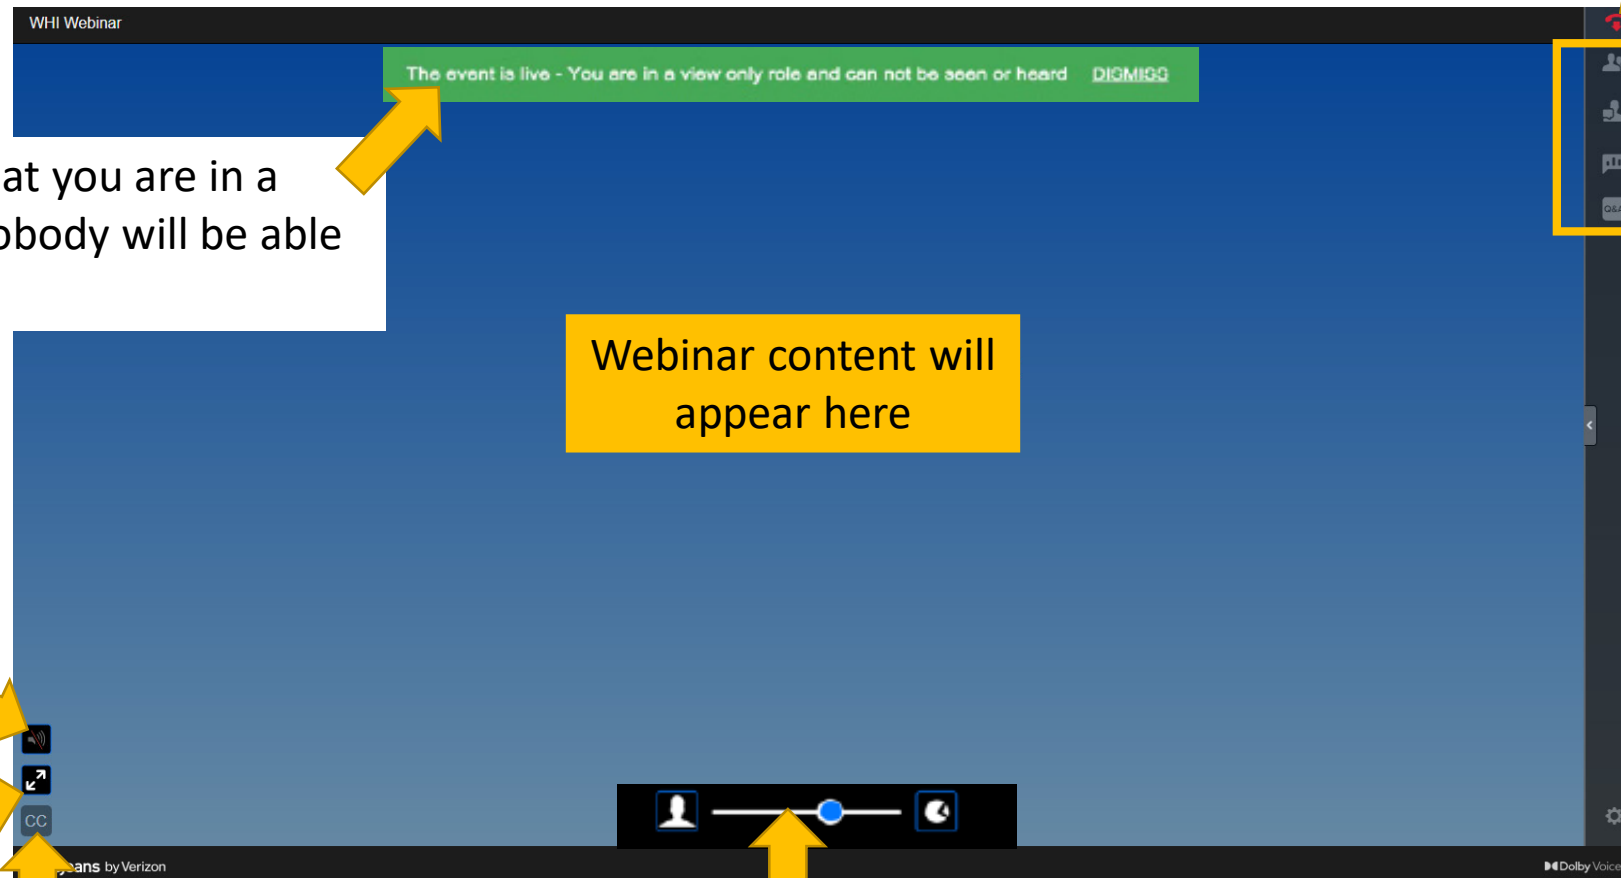 WHI Webinar
The event is live - You are in a view only role and can not be seen or heard DISMISS
at you are in a
obody will be able
Webinar content will
appear here
Q&A
CC
eans by Verizon
Dolby Voice